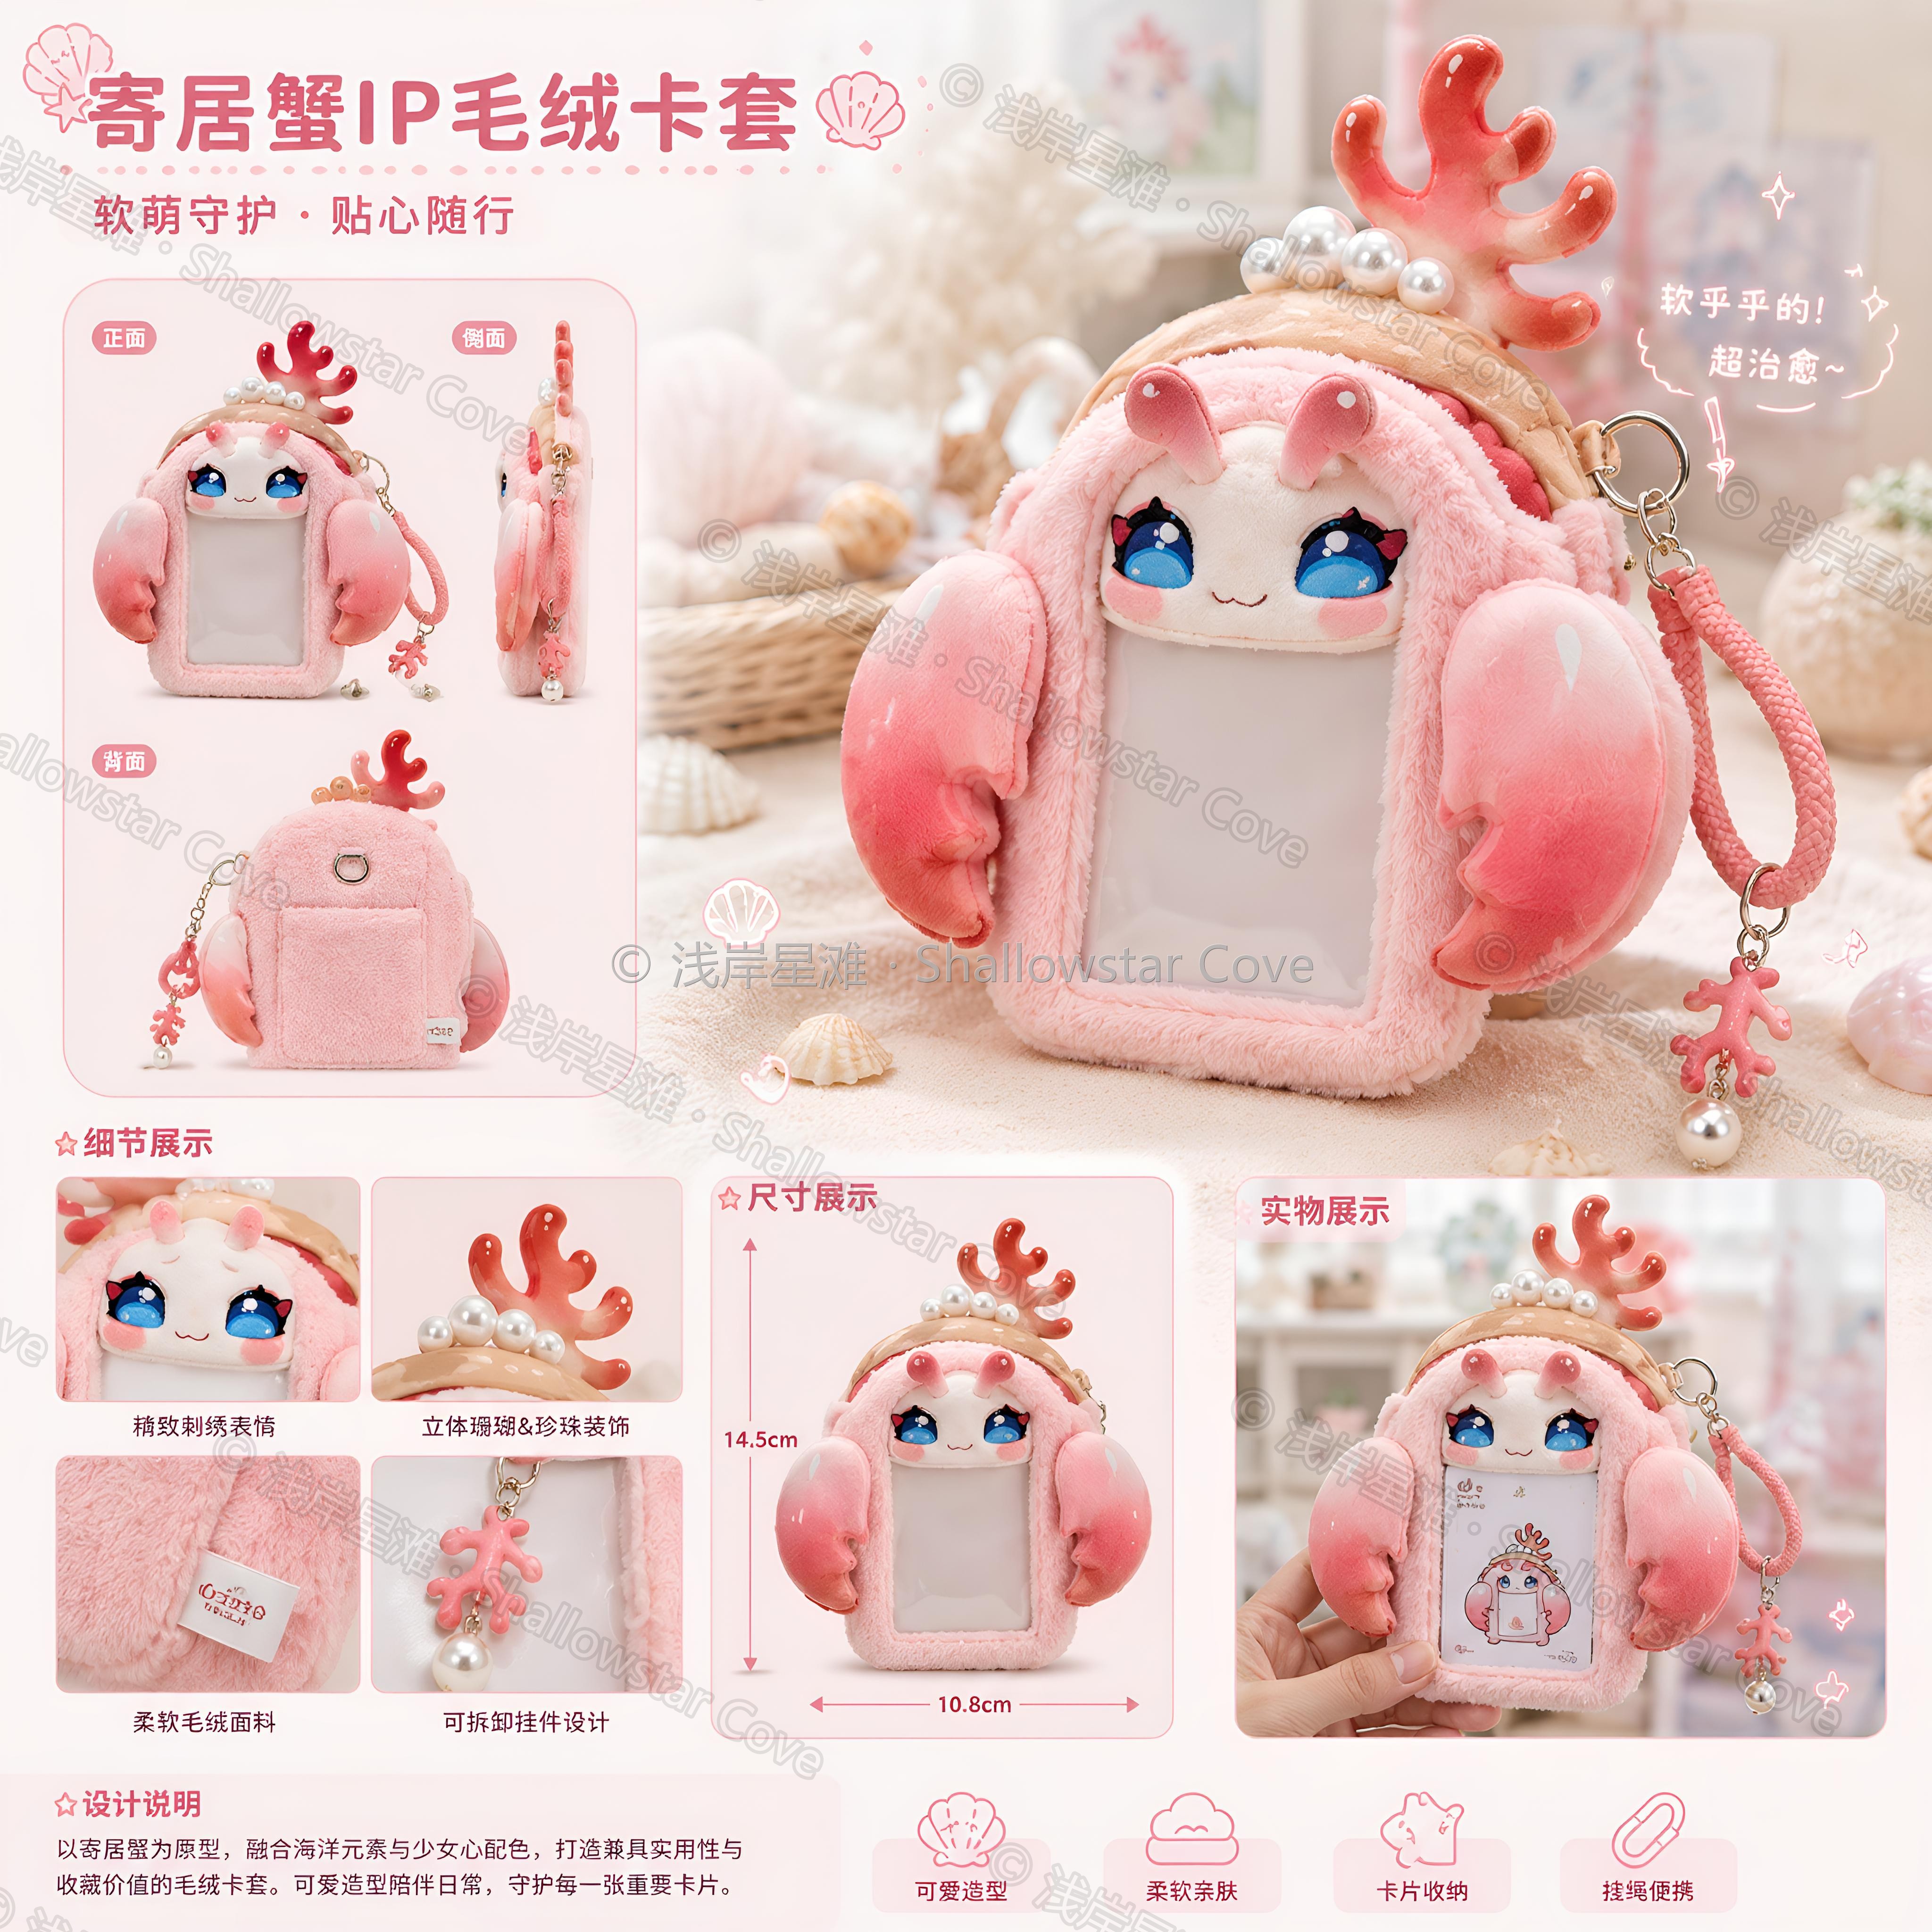 寄居蟹IP毛绒卡套
软萌守护·贴心随行
正面
侧面
背面
软乎乎的!
超治愈~
© 浅岸星滩 · Shallowstar Cove
细节展示
精致刺绣表情
立体珊瑚&珍珠装饰
柔软毛绒面料
可拆卸挂件设计
尺寸展示
14.5cm
10.8cm
实物展示
设计说明
以寄居蟹为原型，融合海洋元素与少女心配色，打造兼具实用性与
收藏价值的毛绒卡套。可爱造型陪伴日常，守护每一张重要卡片。
可爱造型
柔软亲肤
卡片收纳
挂绳便携